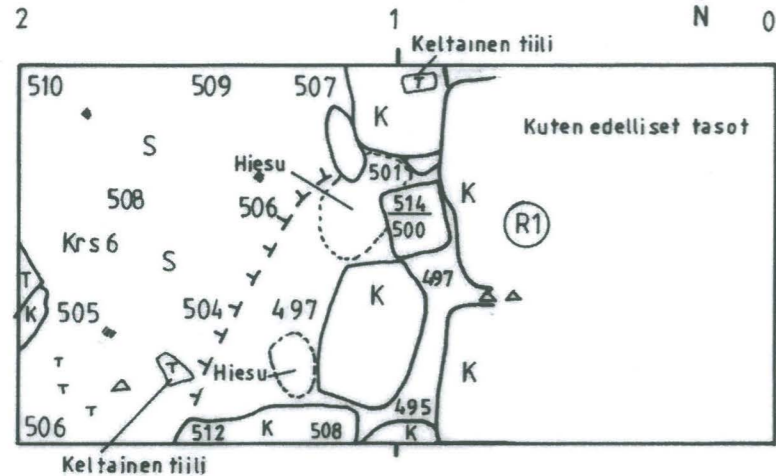 2 1 N 0
Keltainen tiili
510 509 507 T
K
Kuten edelliset tasot
S
Hiesu 5011
508 506 514 K R1
500
Krs 6
S
T 497
K 505 504 497 K
T T Hiesu K
T
T 495
506 512 K 508 K
Keltainen tiili